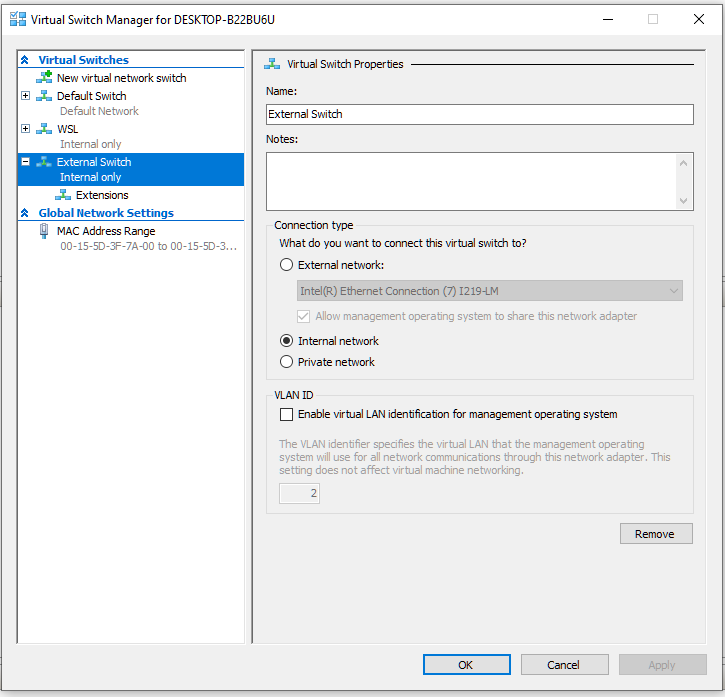 Virtual Switch Manager for DESKTOP-B22BU6U
Virtual Switches
New virtual network switch
Default Switch
Default Network
WSL
Internal only
External Switch
Internal only
Extensions
Global Network Settings
MAC Address Range
00-15-5D-3F-7A-00 to 00-15-5D-3...
Virtual Switch Properties
Name:
External Switch
Notes:
Connection type
What do you want to connect this virtual switch to?
External network:
Intel(R) Ethernet Connection (7) I219-LM
Allow management operating system to share this network adapter
Internal network
Private network
VLAN ID
Enable virtual LAN identification for management operating system
The VLAN identifier specifies the virtual LAN that the management operating
system will use for all network communications through this network adapter. This
setting does not affect virtual machine networking.
2
Remove
OK
Cancel
Apply